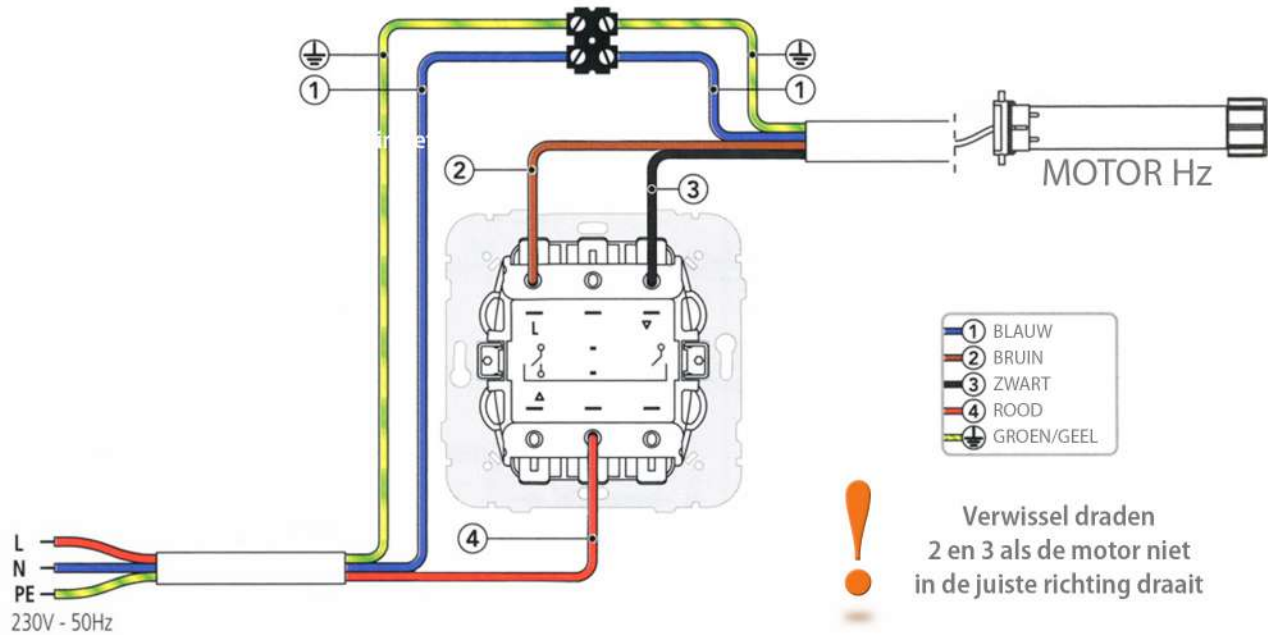 1
1
2
3
MOTOR Hz
L
1 BLAUW
2 BRUIN
3 ZWART
4 ROOD
GROEN/GEEL
4
Verwissel draden
2 en 3 als de motor niet
in de juiste richting draait
L
N
PE
230V - 50Hz